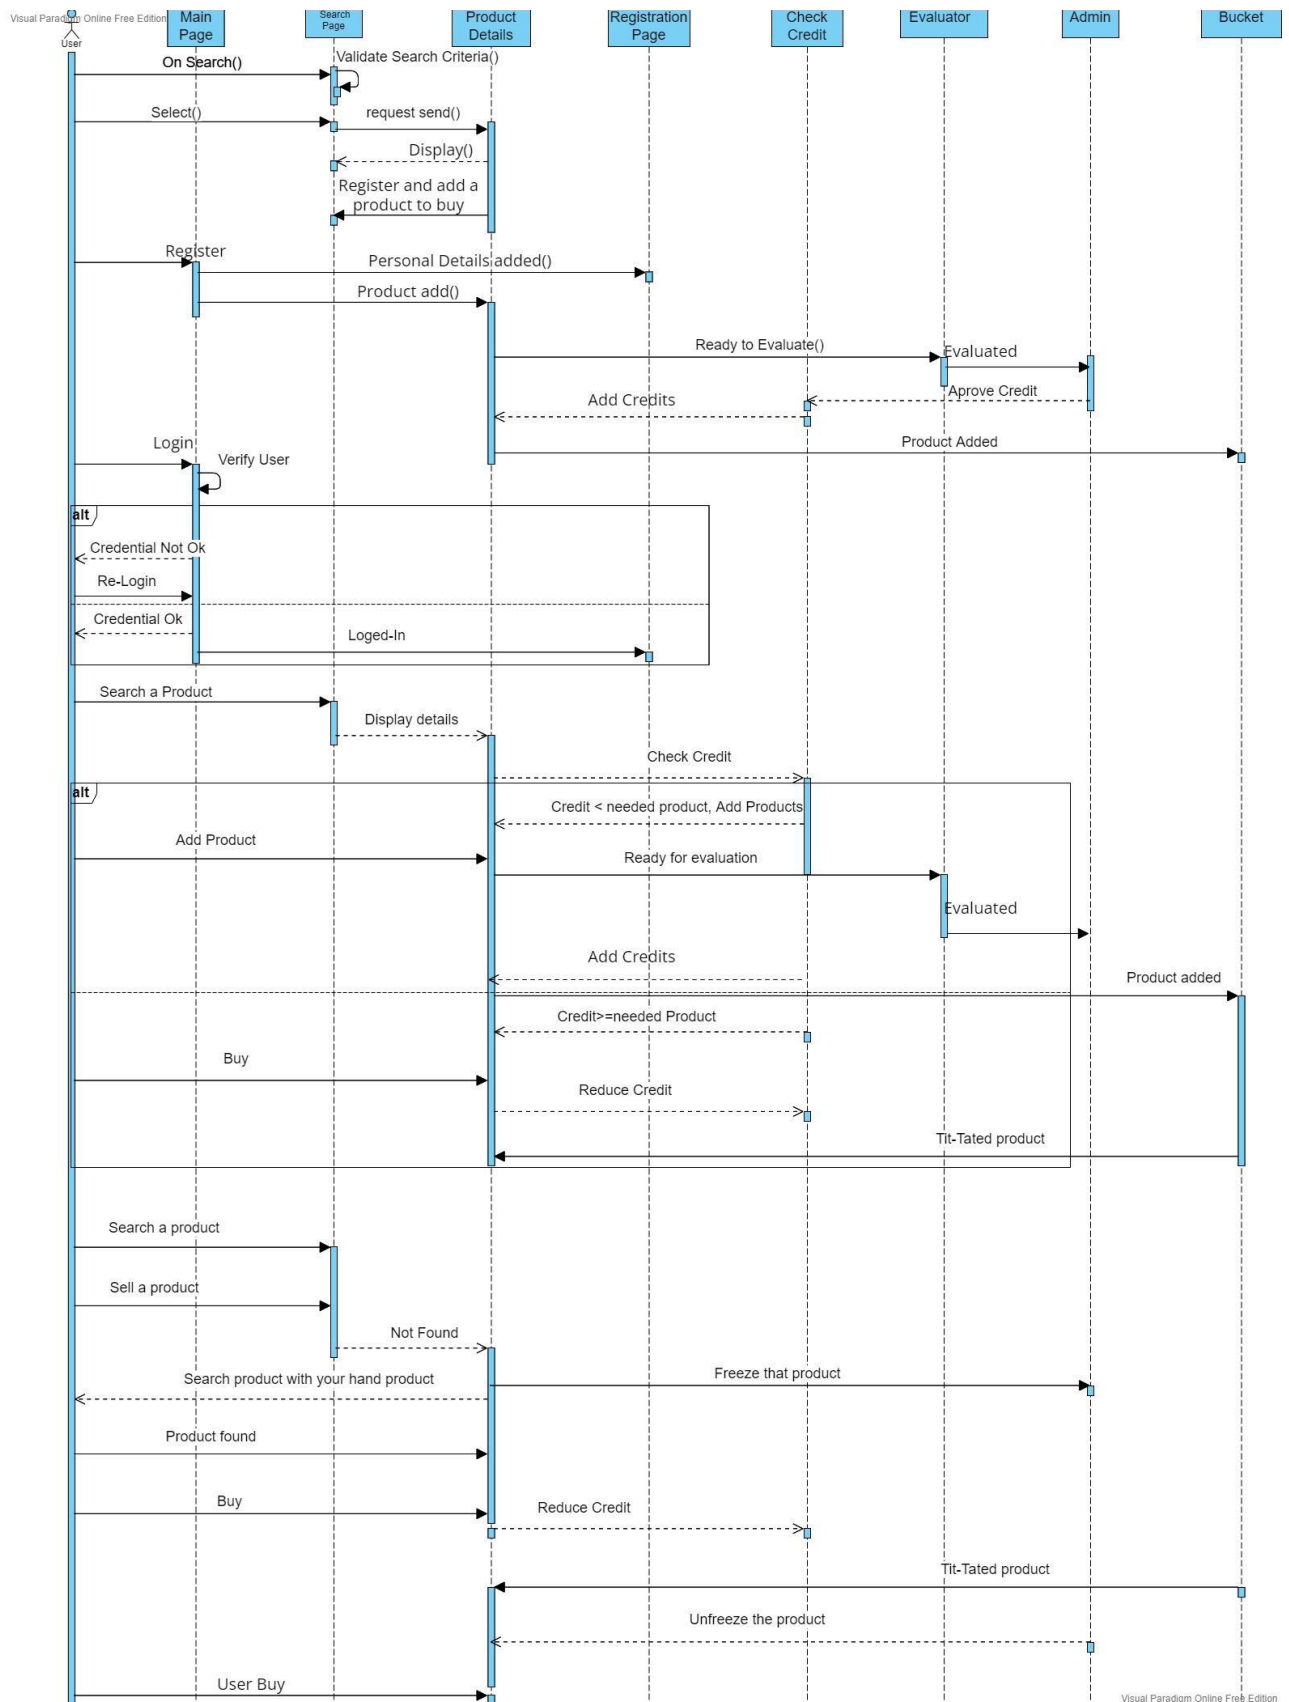 Visual Paradigm Online Free Edition
User
Main
Page
Search
Page
Product
Details
Registration
Page
Check
Credit
Evaluator
Admin
Bucket
On Search()
Validate Search Criteria()
Select()
request send()
Display()
Register and add a
product to buy
Register
Personal Details added()
Product add()
Ready to Evaluate()
Evaluated
Aprove Credit
Add Credits
Product Added
Login
Verify User
alt
Credential Not Ok
Re-Login
Credential Ok
Loged-In
Search a Product
Display details
Check Credit
alt
Credit < needed product, Add Products
Add Product
Ready for evaluation
Evaluated
Add Credits
Product added
Credit>=needed Product
Buy
Reduce Credit
Tit-Tated product
Search a product
Sell a product
Not Found
Search product with your hand product
Freeze that product
Product found
Buy
Reduce Credit
Tit-Tated product
Unfreeze the product
User Buy
Visual Paradigm Online Free Edition